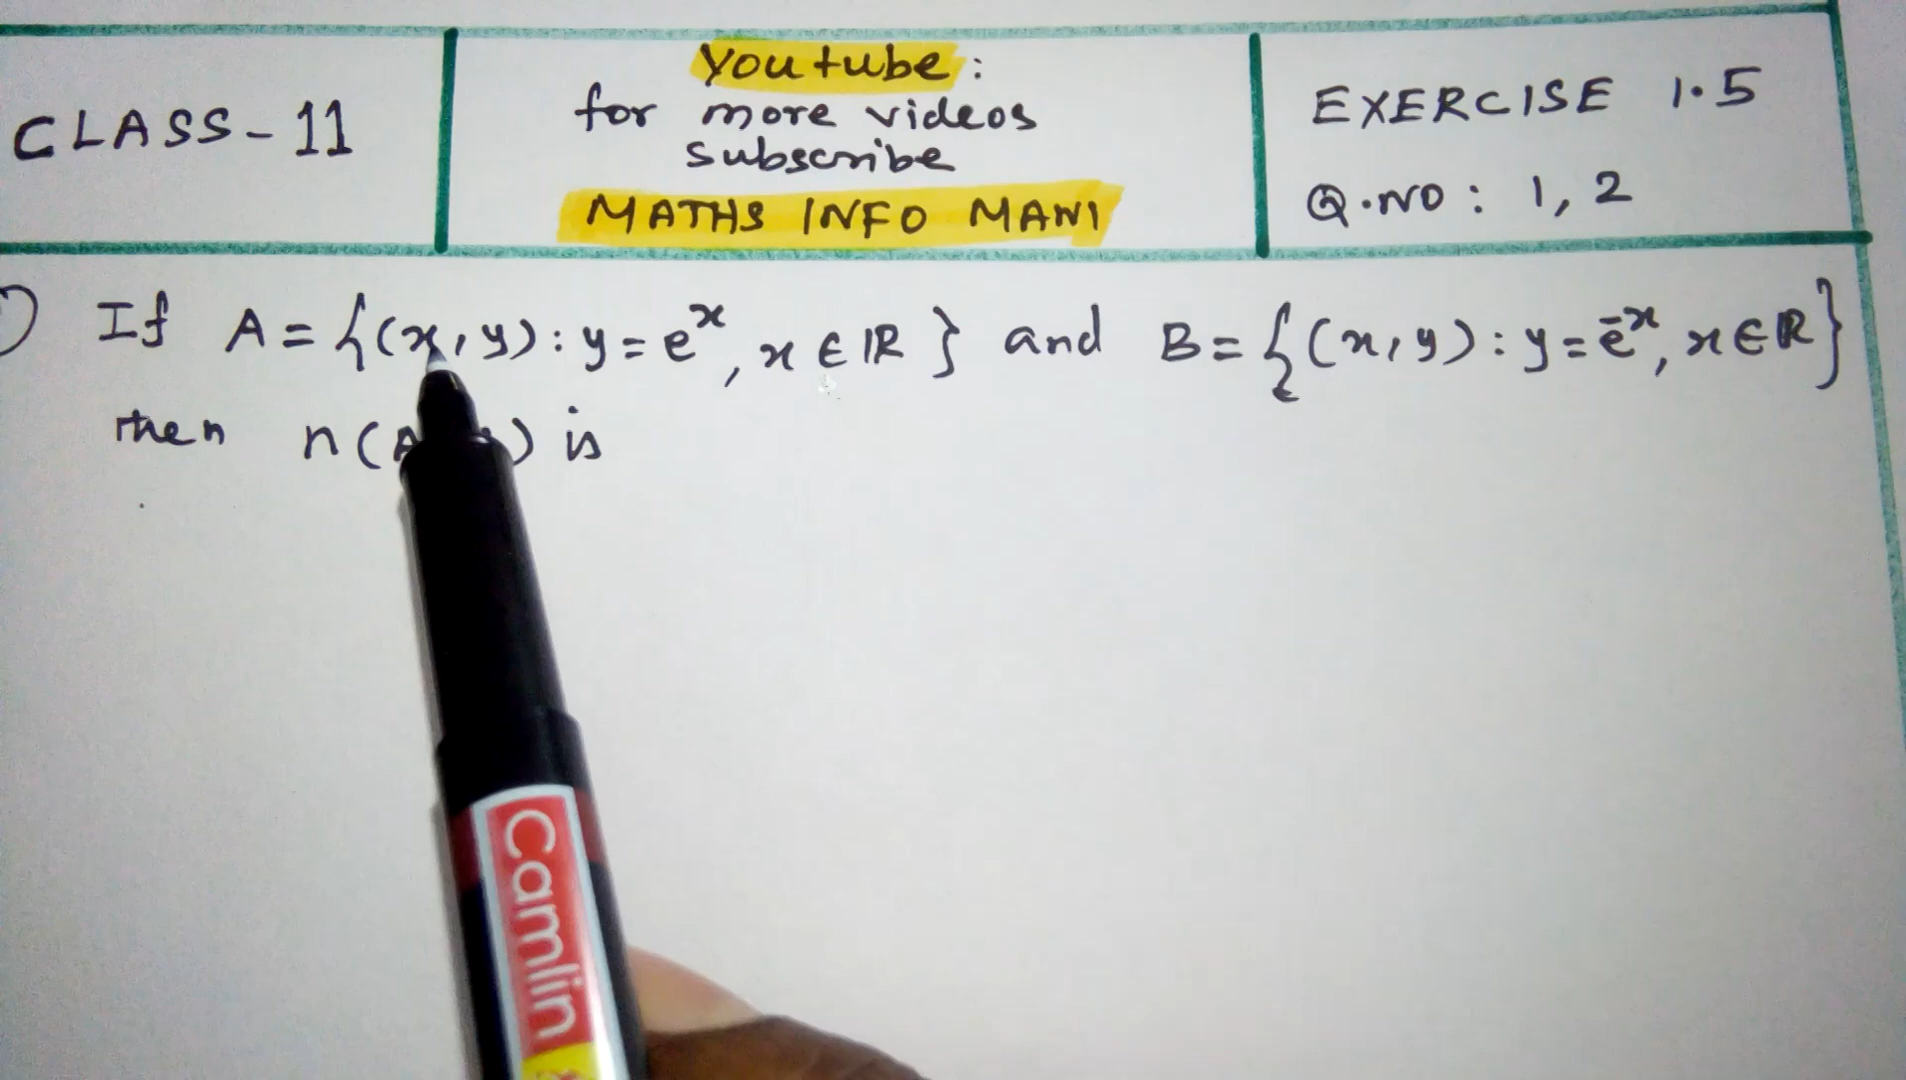 CLASS-11
Youtube:
for more videos
subscribe
MATHS INFO MANI
EXERCISE 1.5
Q.NO: 1, 2
) If A = {(x,y): y = eˣ, x ∈ ℝ } and B = {(x,y): y = e⁻ˣ, x ∈ ℝ}
then n(A ) is
Camlin